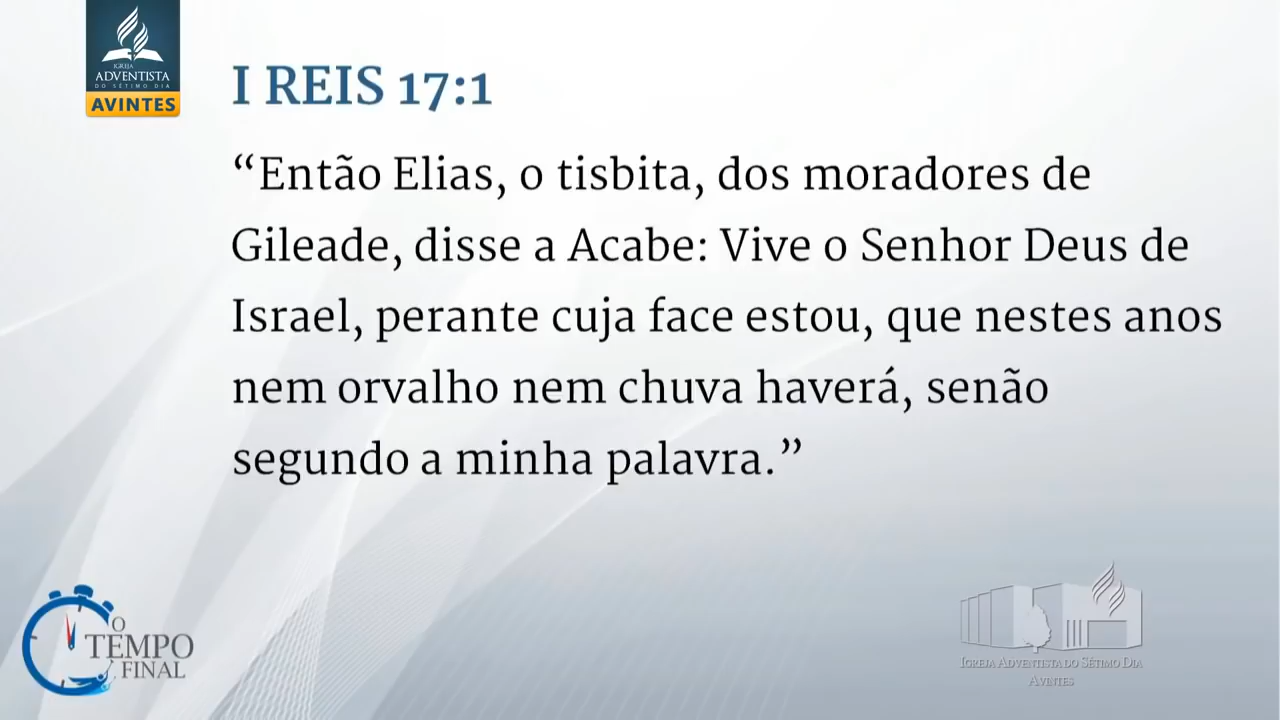 IGREJA
ADVENTISTA
DO SÉTIMO DIA
AVINTES
I REIS 17:1
“Então Elias, o tisbita, dos moradores de
Gileade, disse a Acabe: Vive o Senhor Deus de
Israel, perante cuja face estou, que nestes anos
nem orvalho nem chuva haverá, senão
segundo a minha palavra.”
O
TEMPO
FINAL
IGREJA ADVENTISTA DO SÉTIMO DIA
AVINTES